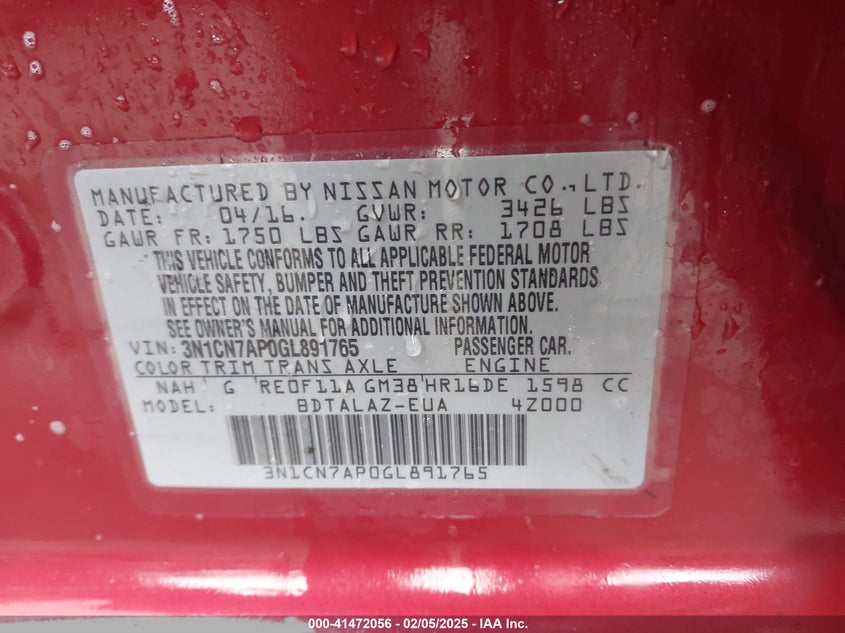 MANUFACTURED BY NISSAN MOTOR CO., LTD.
DATE: 04/16. GVWR: 3426 LBS
GAWR FR: 1750 LBS GAWR RR: 1708 LBS
THIS VEHICLE CONFORMS TO ALL APPLICABLE FEDERAL MOTOR
VEHICLE SAFETY, BUMPER AND THEFT PREVENTION STANDARDS
IN EFFECT ON THE DATE OF MANUFACTURE SHOWN ABOVE.
SEE OWNER'S MANUAL FOR ADDITIONAL INFORMATION.
VIN: 3N1CN7AP0GL891765 PASSENGER CAR.
COLOR TRIM TRANS AXLE ENGINE
NAH G RE0F11A GM38 HR16DE 1598 CC
MODEL: BDTALAZ-EUA 4Z000
3N1CN7AP0GL891765
000-41472056 - 02/05/2025 - IAA Inc.